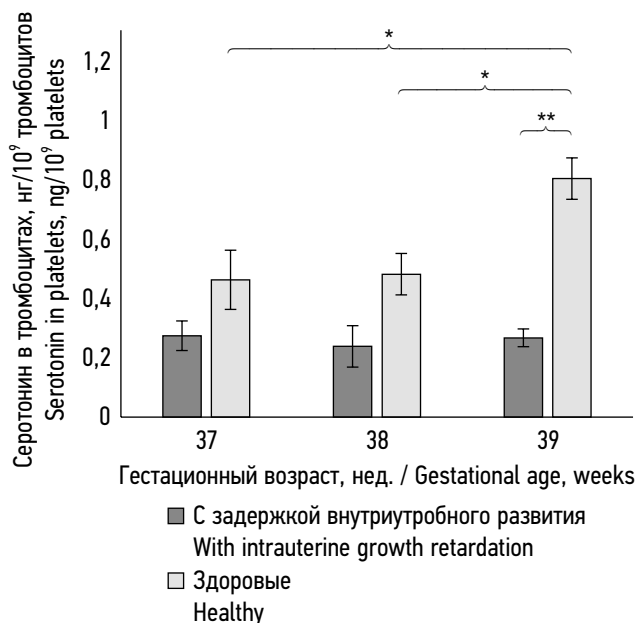 Серотонин в тромбоцитах, нг/10⁹ тромбоцитов
Serotonin in platelets, ng/10⁹ platelets
1,2
1
0,8
0,6
0,4
0,2
0
*
*
**
37
38
39
Гестационный возраст, нед. / Gestational age, weeks
С задержкой внутриутробного развития
With intrauterine growth retardation
Здоровые
Healthy